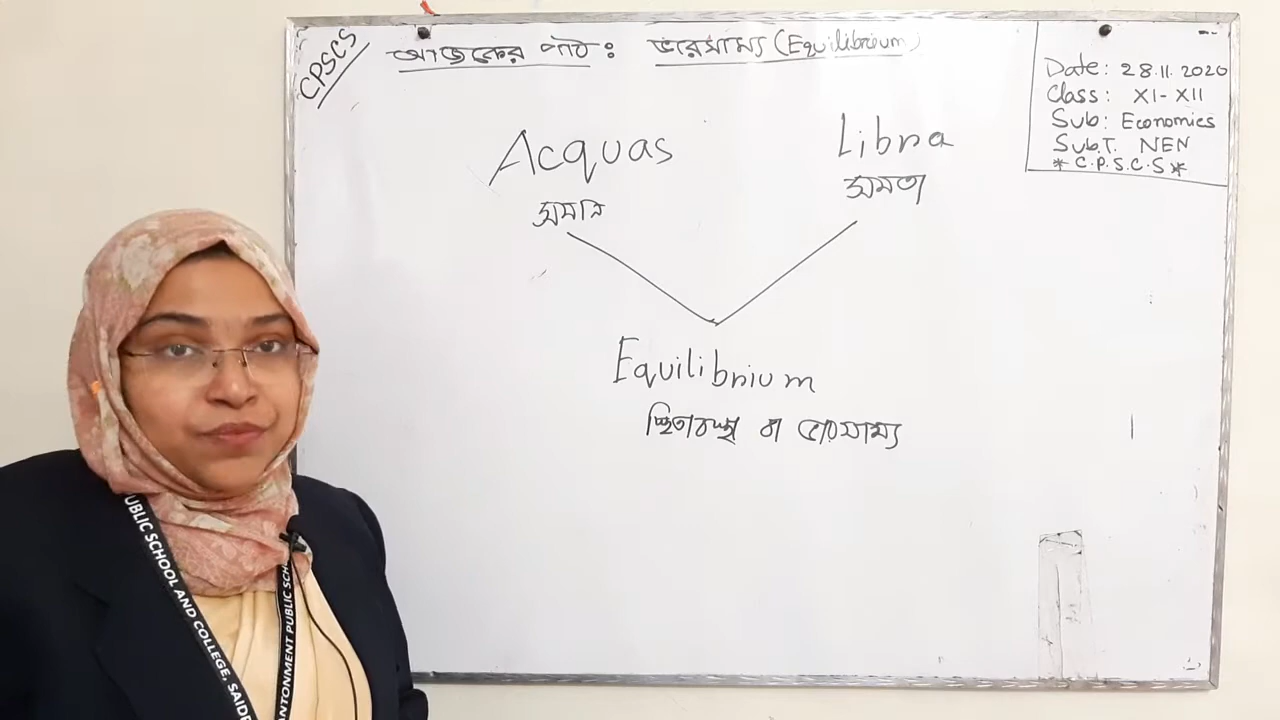 CPSCS
আজকের পাঠ : ভারসাম্য (Equilibrium)
Date: 28.11.2020
Class: XI-XII
Sub: Economics
Sub.T. NEN
*C.P.S.C.S*
Acquas
সমান
Libra
সমতা
Equilibrium
স্থিতাবস্থা বা ভারসাম্য
PUBLIC SCHOOL AND COLLEGE, SAIDP
CANTONMENT PUBLIC SCH